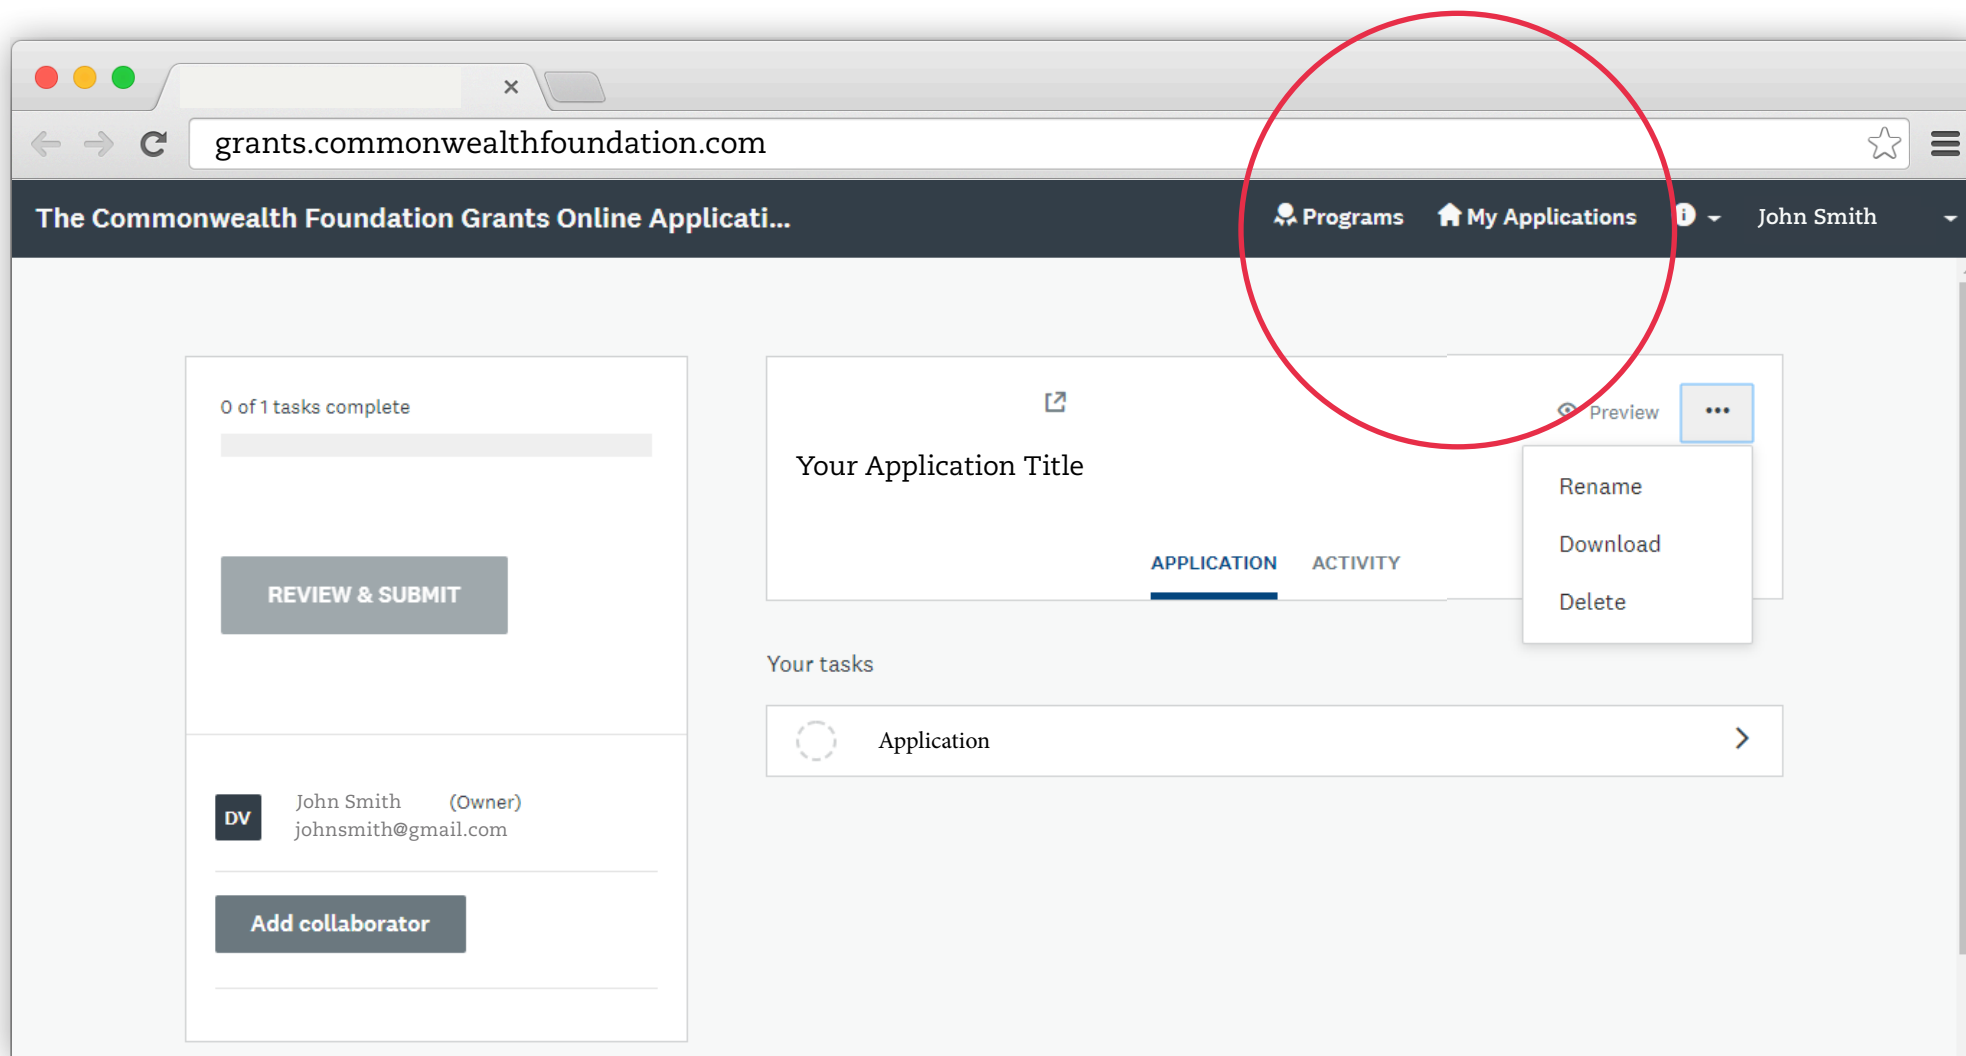 grants.commonwealthfoundation.com
The Commonwealth Foundation Grants Online Applicati...
Programs
My Applications
John Smith
0 of 1 tasks complete
REVIEW & SUBMIT
DV
John Smith (Owner)
johnsmith@gmail.com
Add collaborator
Preview
Your Application Title
Rename
Download
Delete
APPLICATION
ACTIVITY
Your tasks
Application